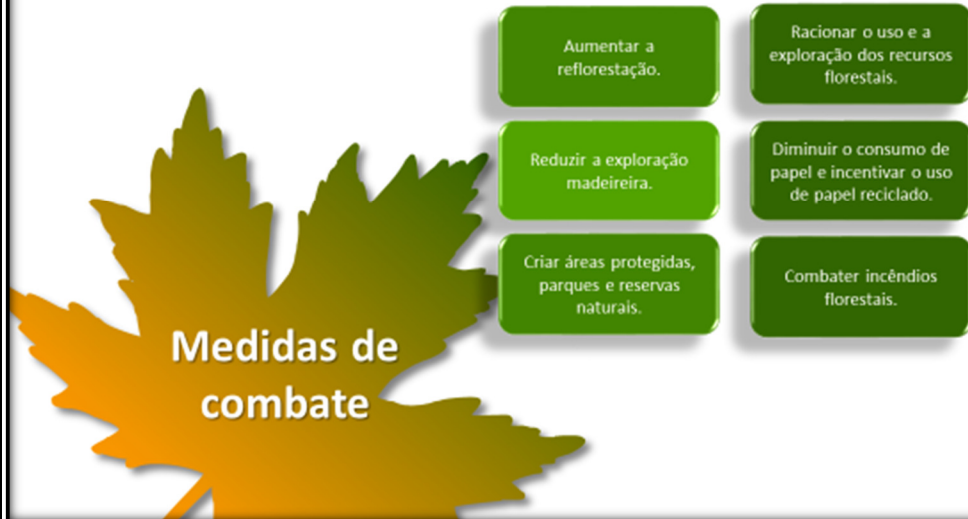 Aumentar a
reflorestação.
Racionar o uso e a
exploração dos recursos
florestais.
Reduzir a exploração
madeireira.
Diminuir o consumo de
papel e incentivar o uso
de papel reciclado.
Criar áreas protegidas,
parques e reservas
naturais.
Combater incêndios
florestais.
Medidas de
combate